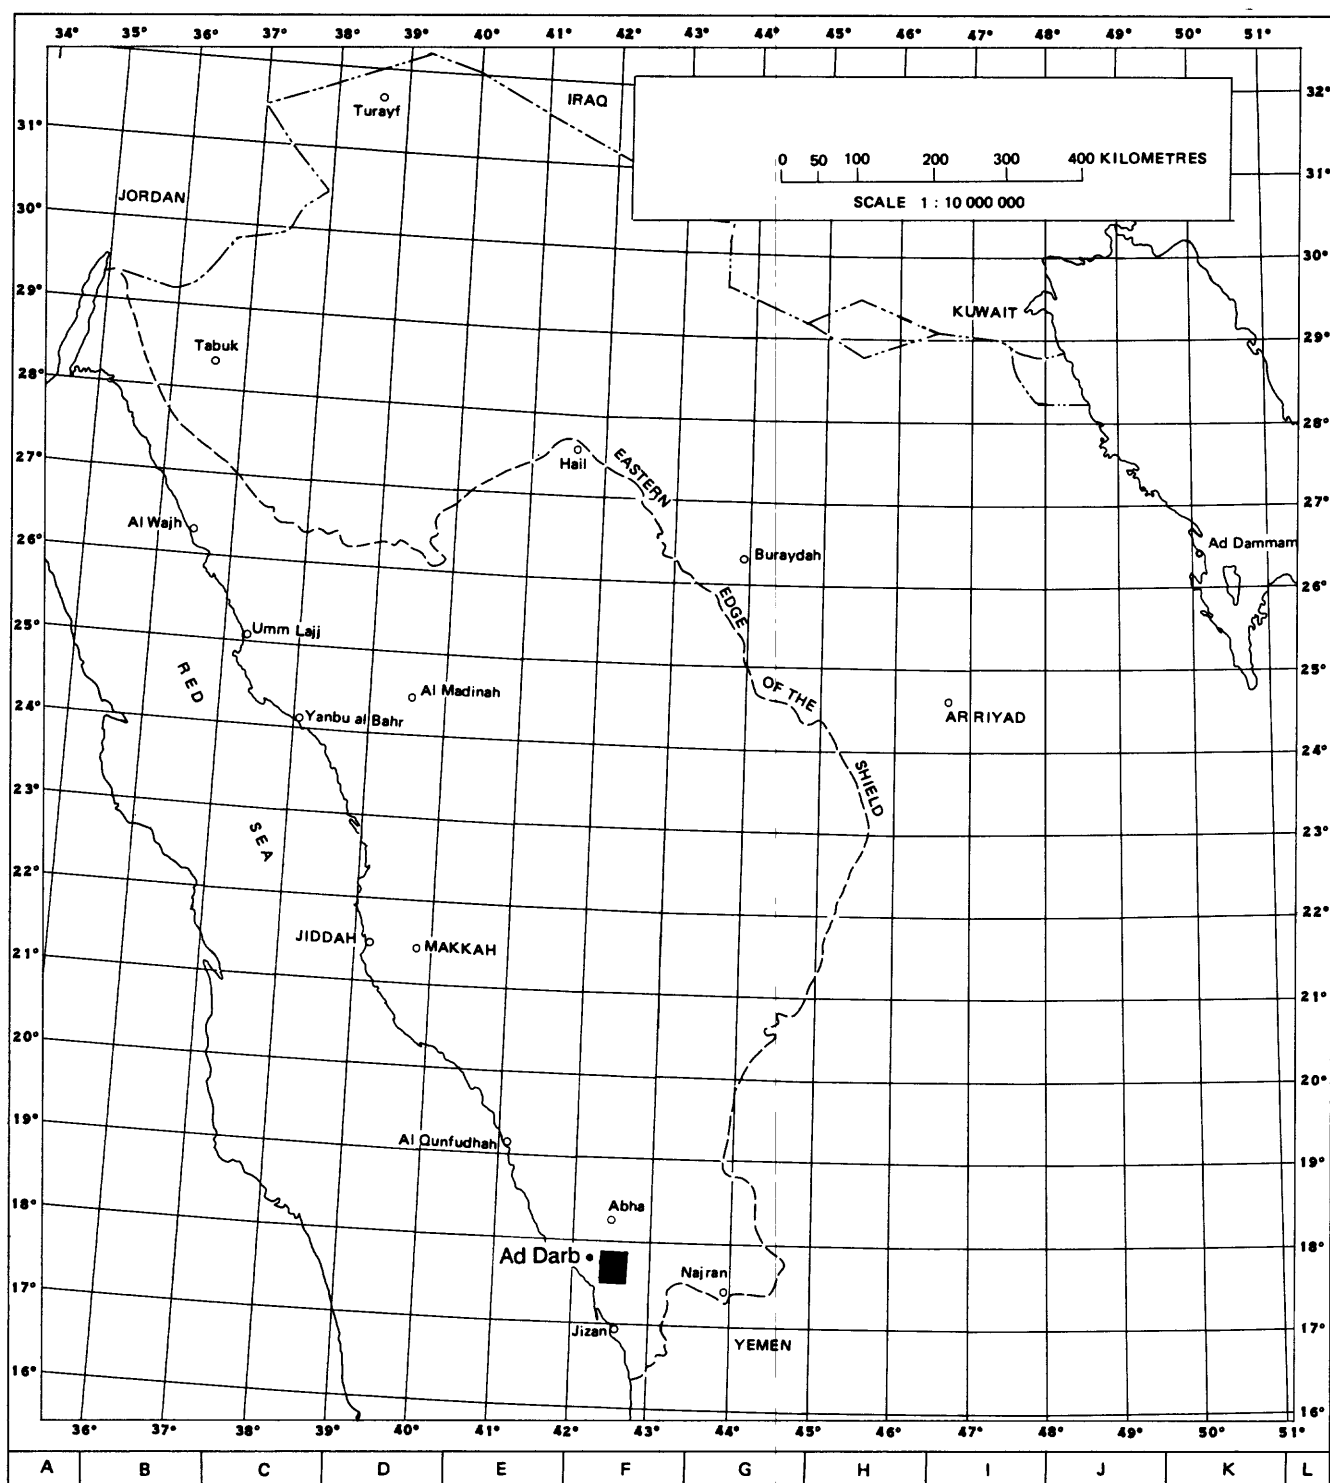 34° 35° 36° 37° 38° 39° 40° 41° 42° 43° 44° 45° 46° 47° 48° 49° 50° 51°
IRAQ
32° 32°
Turayf
31° 31°
0 50 100 220 300 400 KILOMETRES
SCALE 1 : 10 000 000
JORDAN
30° 30°
29° 29°
KUWAIT
Tabuk
28° 28°
27° 27°
Hail
EASTERN
Al Wajh
26° 26°
Buraydah
Ad Dammam
EDGE
25° 25°
Umm Lajj
RED
Al Madinah
OF THE
24° 24°
Yanbu al Bahr
AR RIYAD
SHIELD
23° 23°
SEA
22° 22°
JIDDAH
MAKKAH
21° 21°
20° 20°
19° 19°
Al Qunfudhah
18° 18°
Abha
Ad Darb
Najran
17° 17°
Jizan
YEMEN
16° 16°
36° 37° 38° 39° 40° 41° 42° 43° 44° 45° 46° 47° 48° 49° 50° 51°
A B C D E F G H I J K L